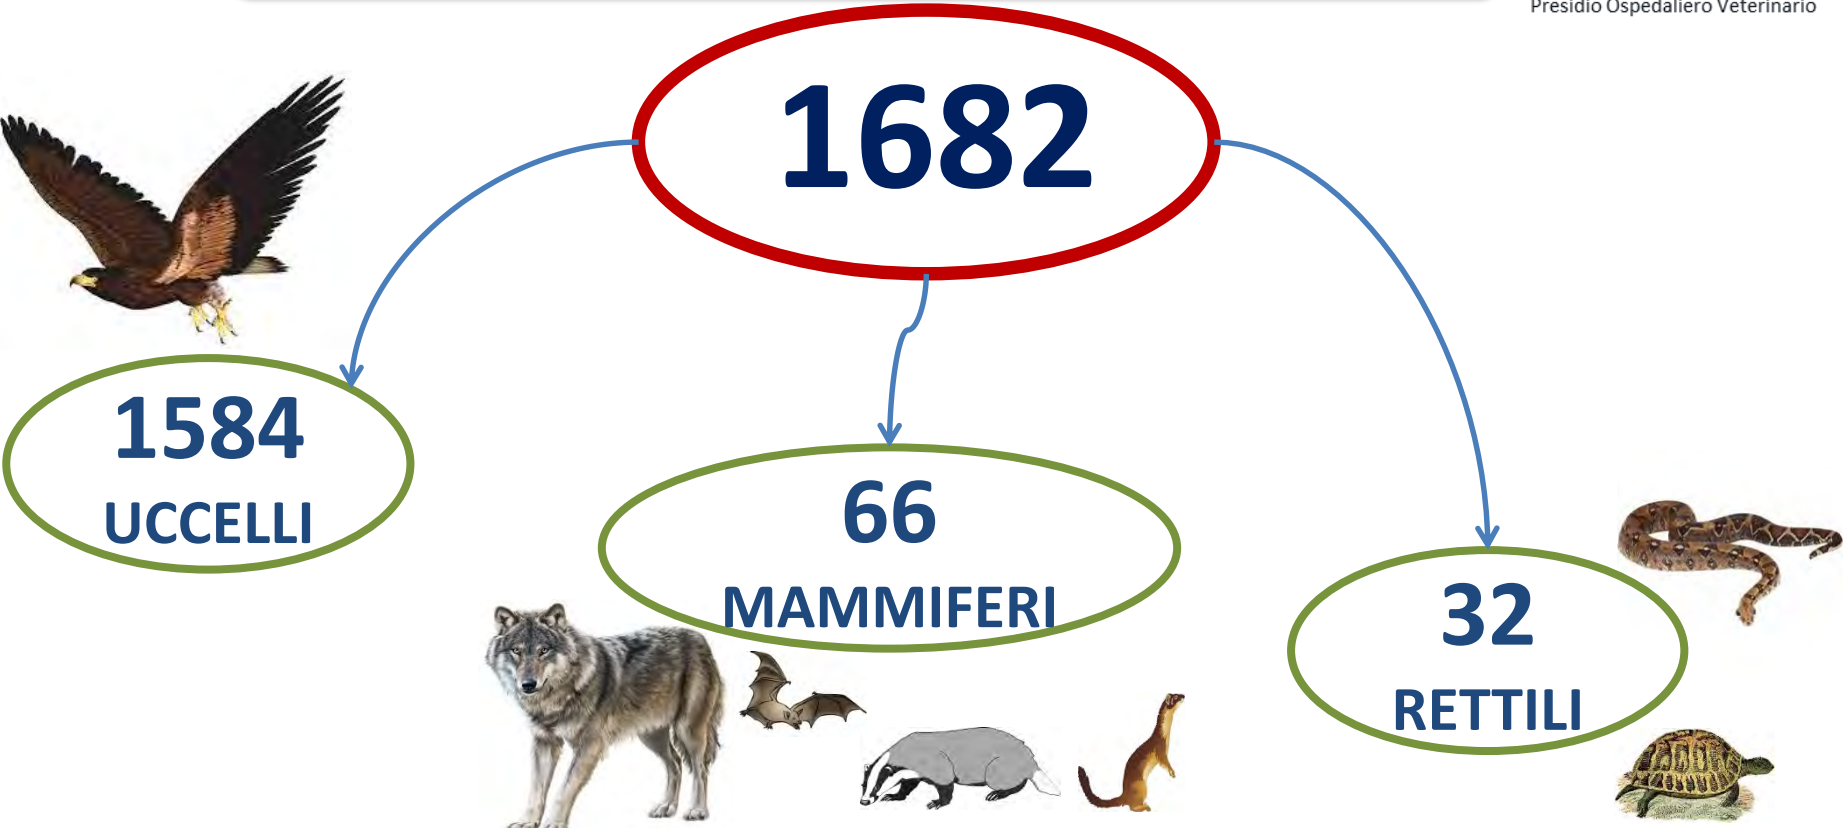 Presidio Ospedaliero Veterinario
1682
1584
UCCELLI
66
MAMMIFERI
32
RETTILI